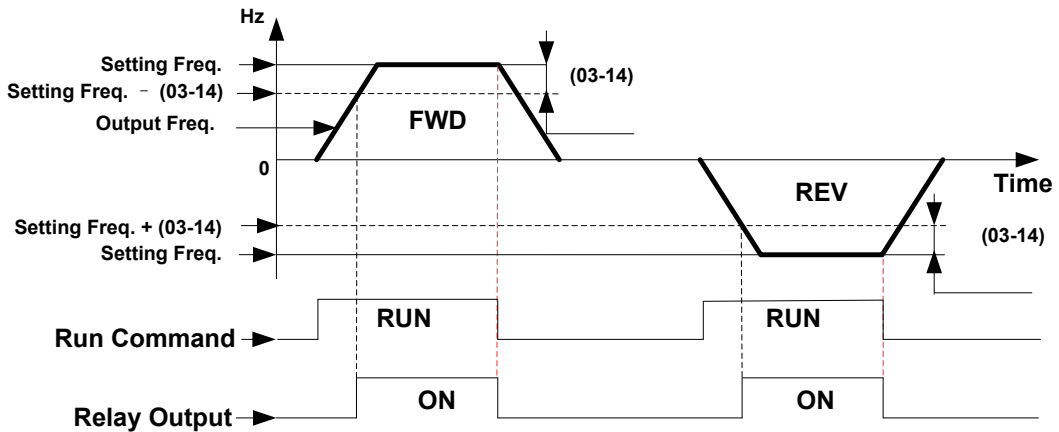 Hz
Setting Freq.
(03-14)
Setting Freq. - (03-14)
Output Freq.
FWD
0
REV
Time
Setting Freq. + (03-14)
(03-14)
Setting Freq.
RUN
RUN
Run Command
ON
ON
Relay Output